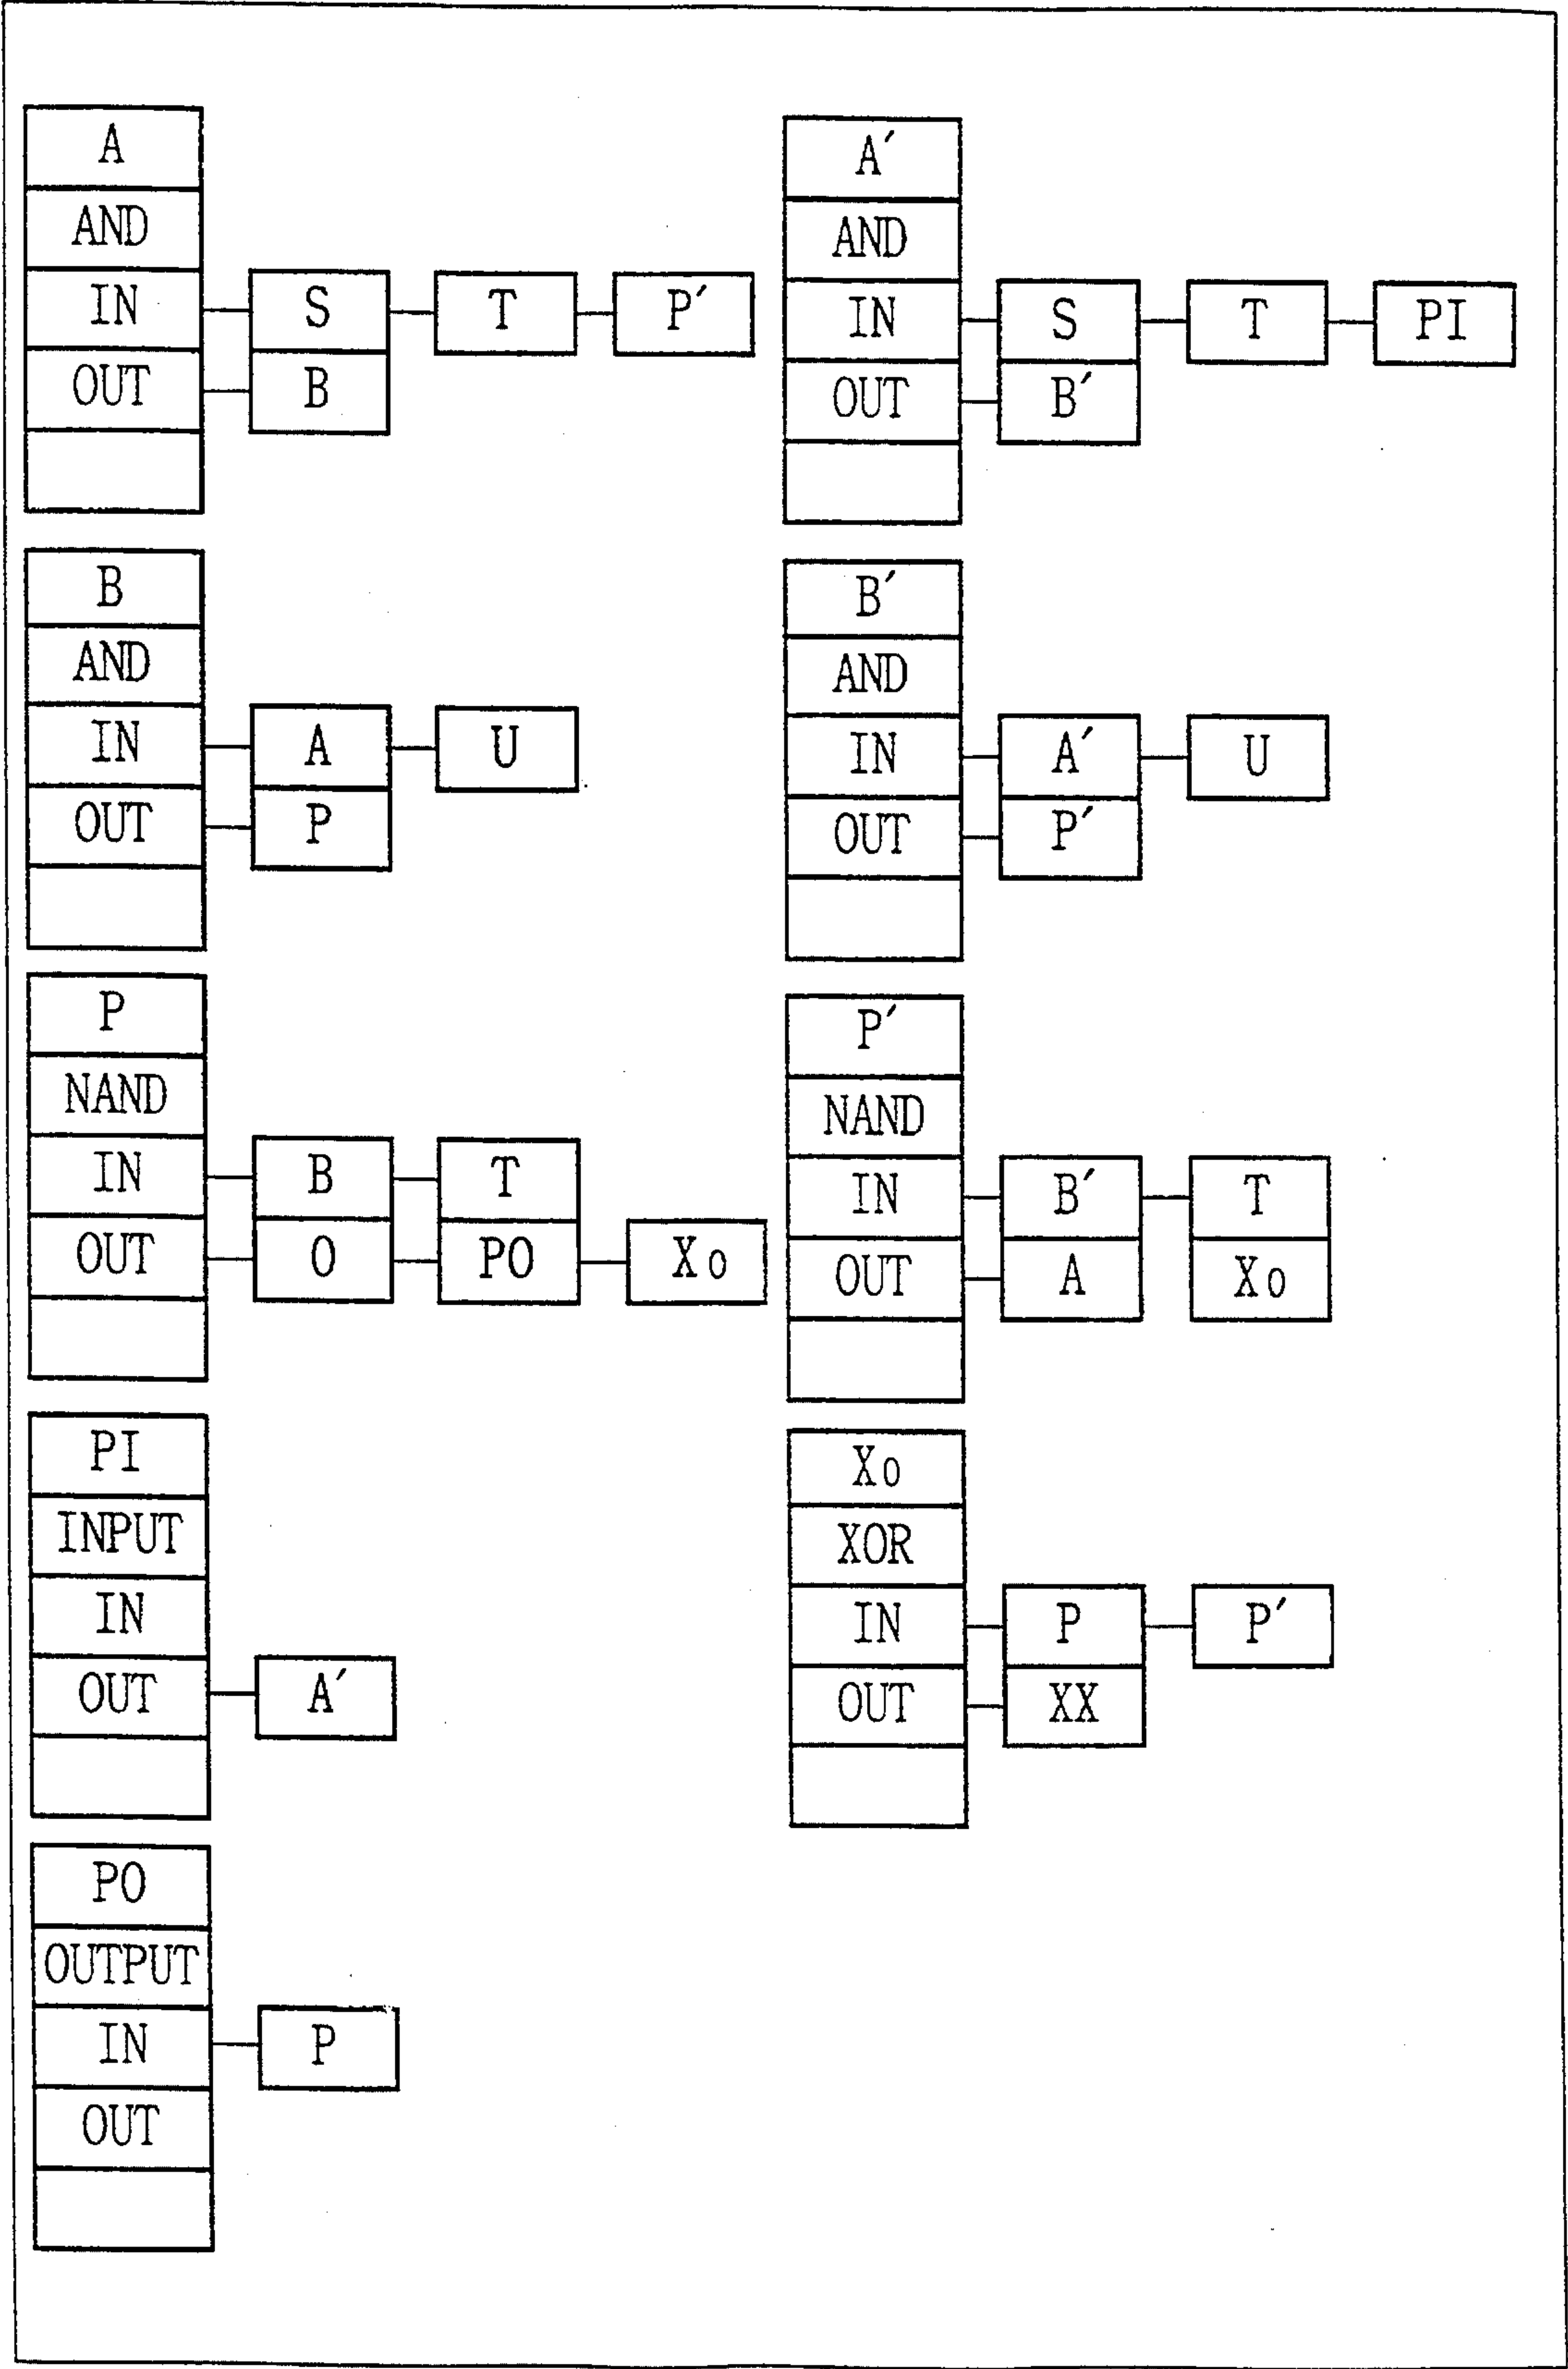 A
AND
IN S T P′
OUT B
B
AND
IN A U
OUT P
P
NAND
IN B T
OUT O PO X₀
PI
INPUT
IN
OUT A′
PO
OUTPUT
IN P
OUT
A′
AND
IN S T PI
OUT B′
B′
AND
IN A′ U
OUT P′
P′
NAND
IN B′ T
OUT A X₀
X₀
XOR
IN P P′
OUT XX